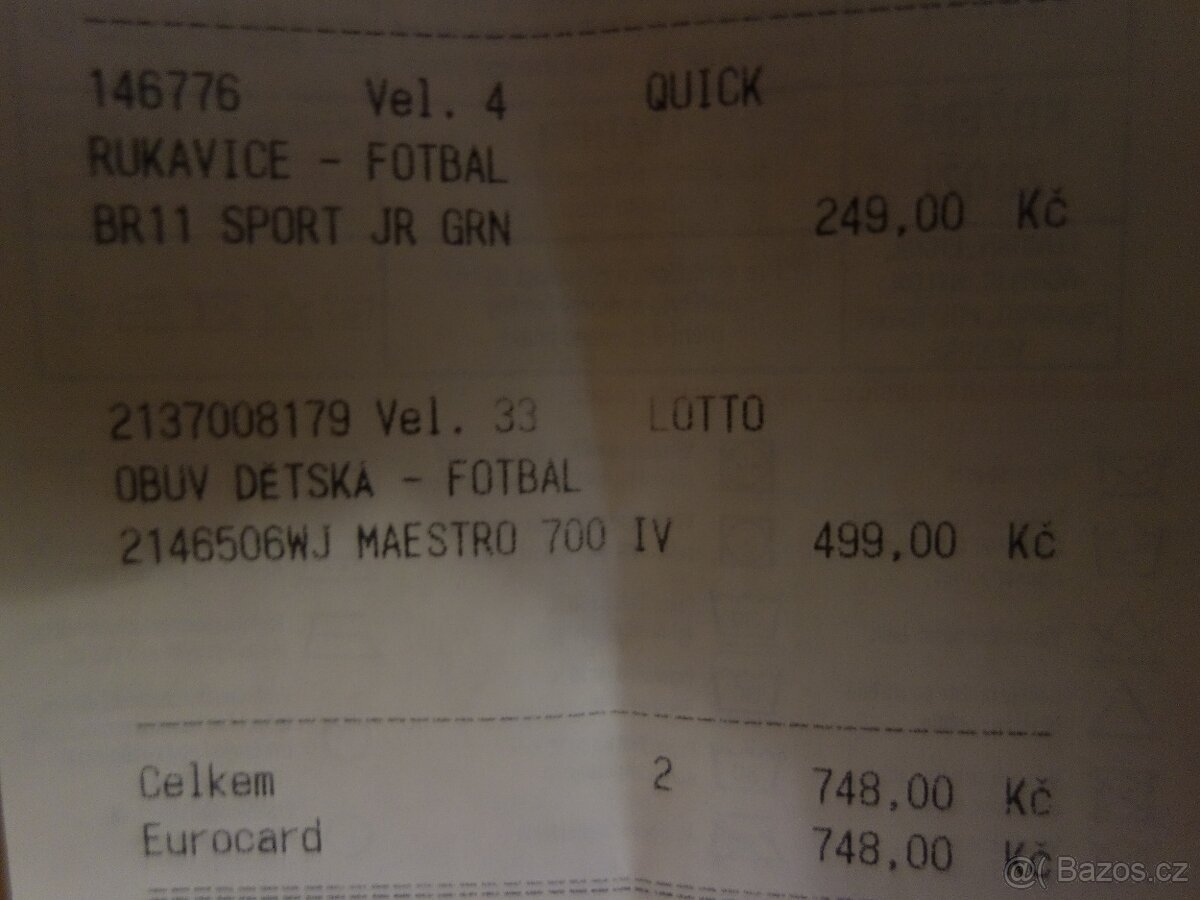 146776 Vel. 4 QUICK
RUKAVICE - FOTBAL
BR11 SPORT JR GRN 249,00 Kč
2137008179 Vel. 33 LOTTO
OBUV DĚTSKÁ - FOTBAL
2146506WJ MAESTRO 700 IV 499,00 Kč
Celkem 2 748,00 Kč
Eurocard 748,00 Kč
@( Bazos.cz